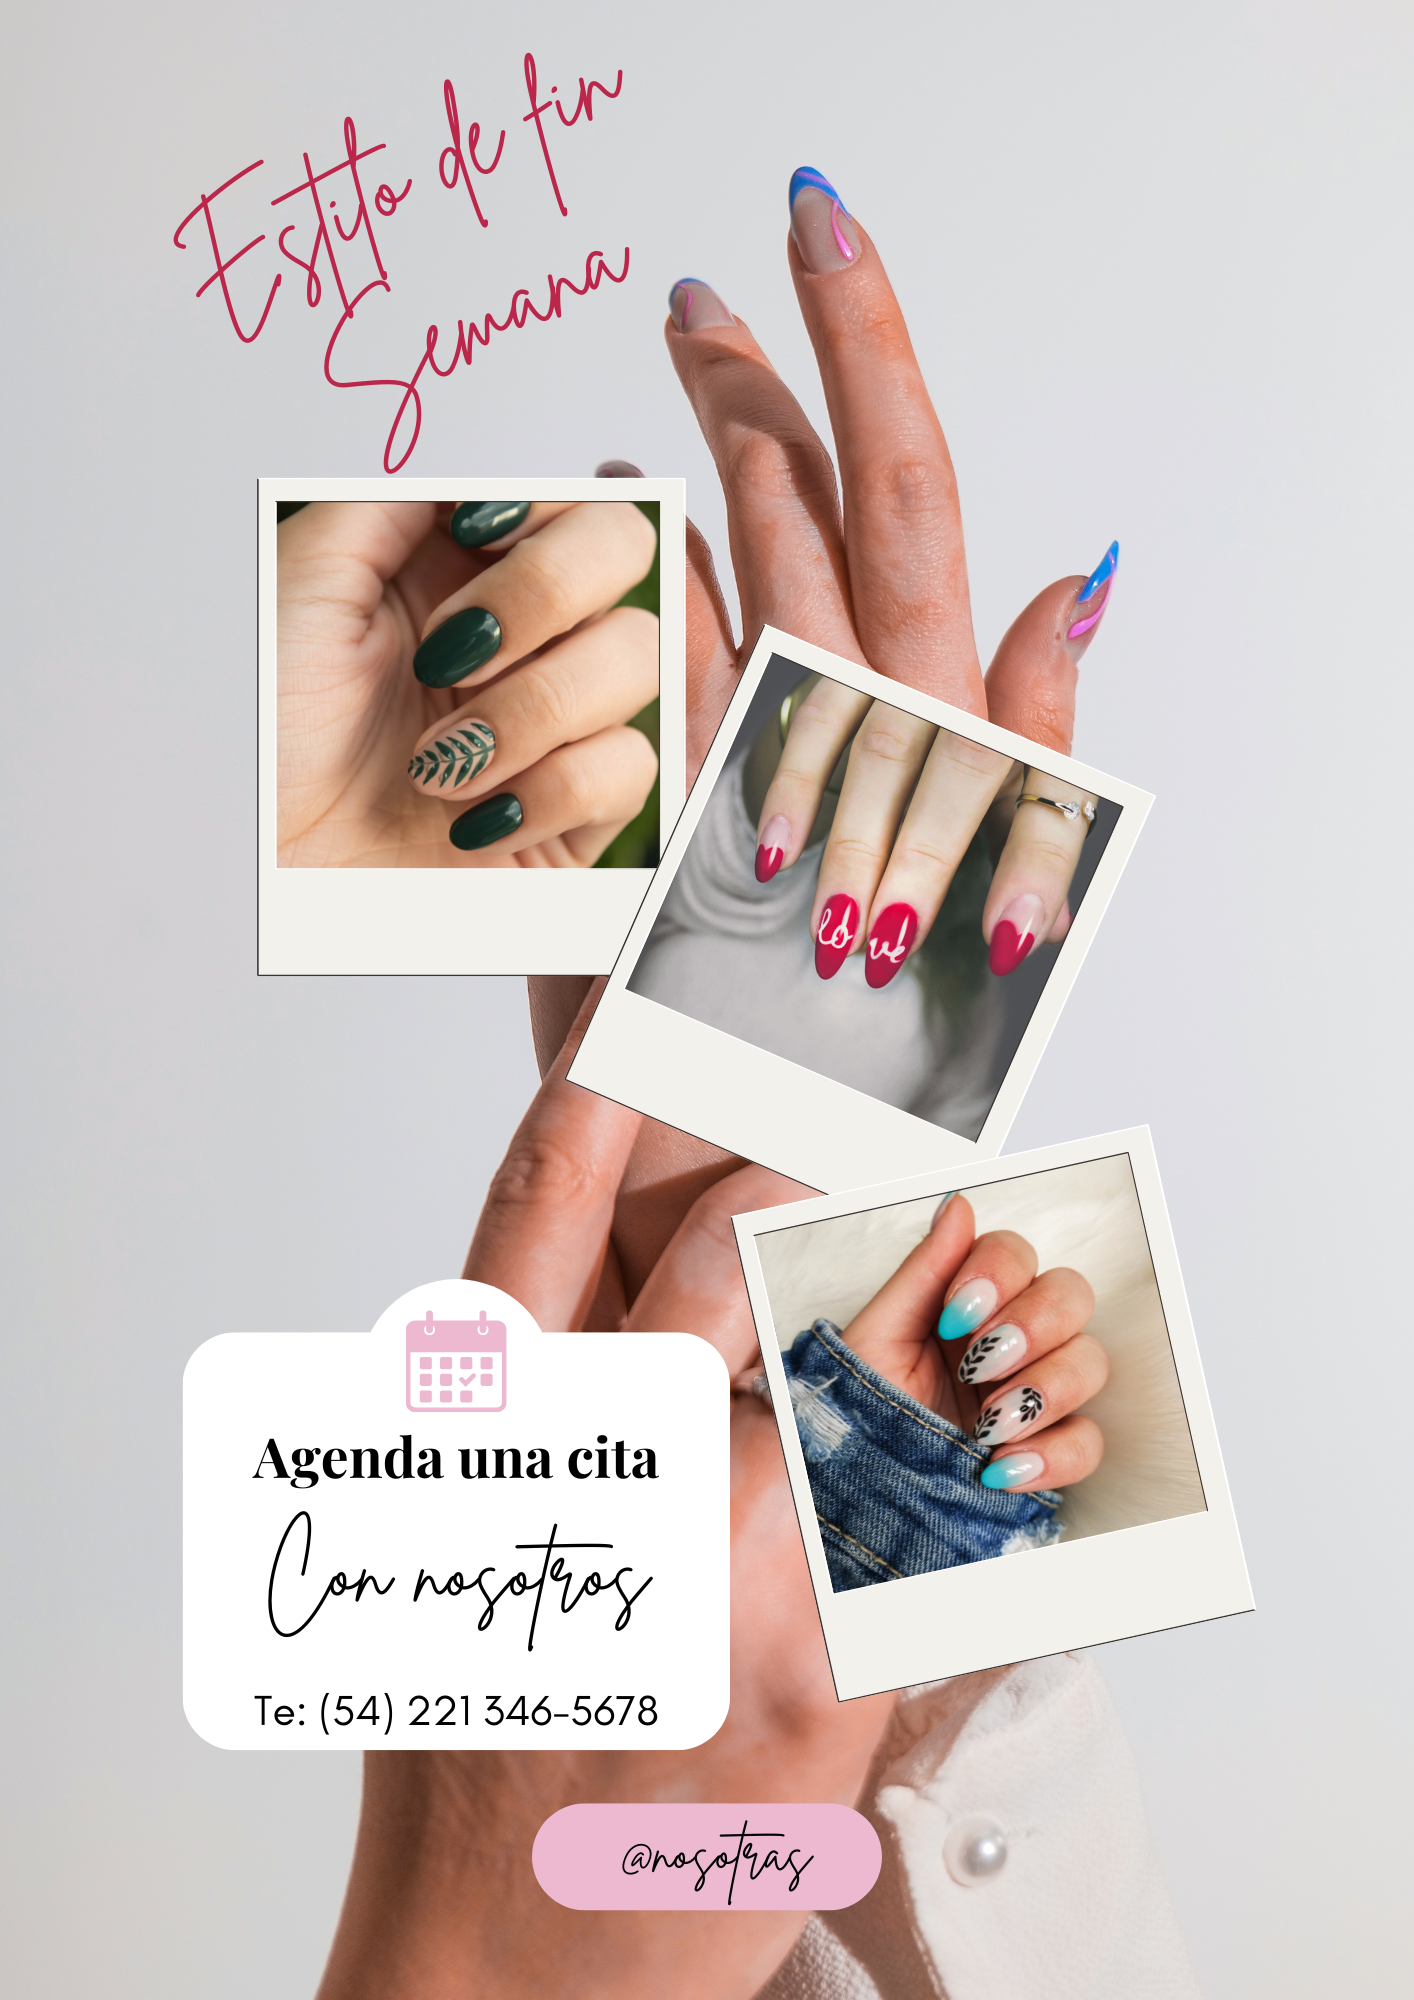 Estilo de fin
Semana
lo ve
Agenda una cita
Con nosotros
Te: (54) 221 346-5678
@nosotras